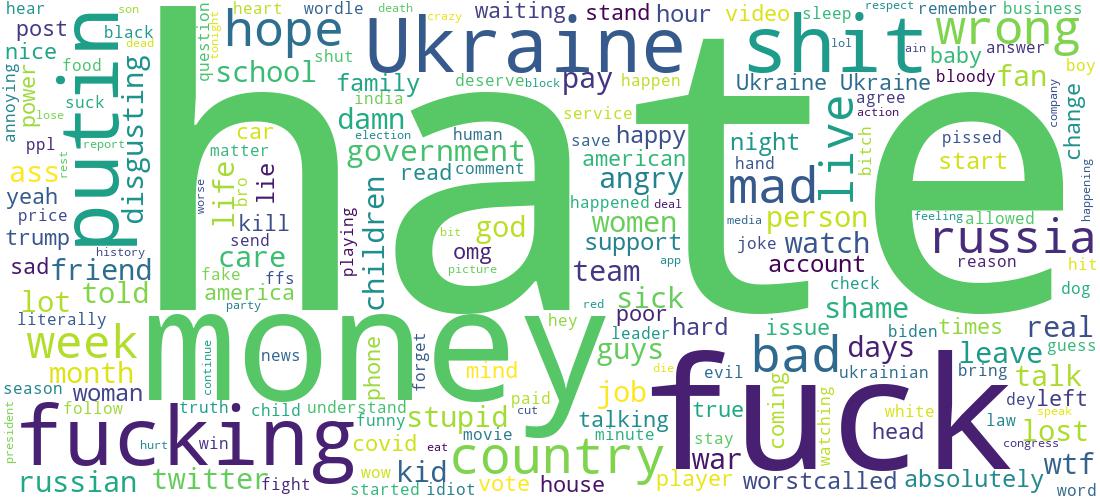 hear
son
death
crazy
question
tonight
heart
wordle
waiting
stand
hour
video
sleep
respect
remember
business
post
black
dead
hope
Ukraine
shit
lol
ain
wrong
nice
food
putin
hate
shut
school
family
deserve
block
pay
happen
Ukraine Ukraine
baby
answer
bloody
fan
boy
annoying
power
suck
disgusting
india
damn
election
human
service
save
happy
agree
action
company
change
lose
ppl
report
car
matter
government
read
comment
american
night
live
bitch
pissed
start
ass
rest
worse
life
bro
lie
angry
hand
mad
yeah
price
kill
send
playing
children
bit
god
happened
deal
women
media
person
feeling
allowed
happening
trump
history
care
omg
picture
support
app
joke
watch
russia
sad
friend
fake
ffs
team
account
reason
hit
lot
told
america
party
red
sick
check
shame
dog
literally
money
hey
poor
leader
hard
issue
biden
times
real
week
continue
news
phone
forget
guys
bad
days
leave
guess
month
mind
die
evil
ukrainian
bring
talk
season
woman
paid
job
fuck
coming
dey
left
president
follow
truth
child
understand
cut
true
white
law
speak
fucking
funny
stupid
talking
watching
head
lost
hurt
win
covid
eat
movie
minute
stay
congress
russian
twitter
fight
wow
kid
country
war
wtf
started
idiot
vote
house
player
worst
called
absolutely
word